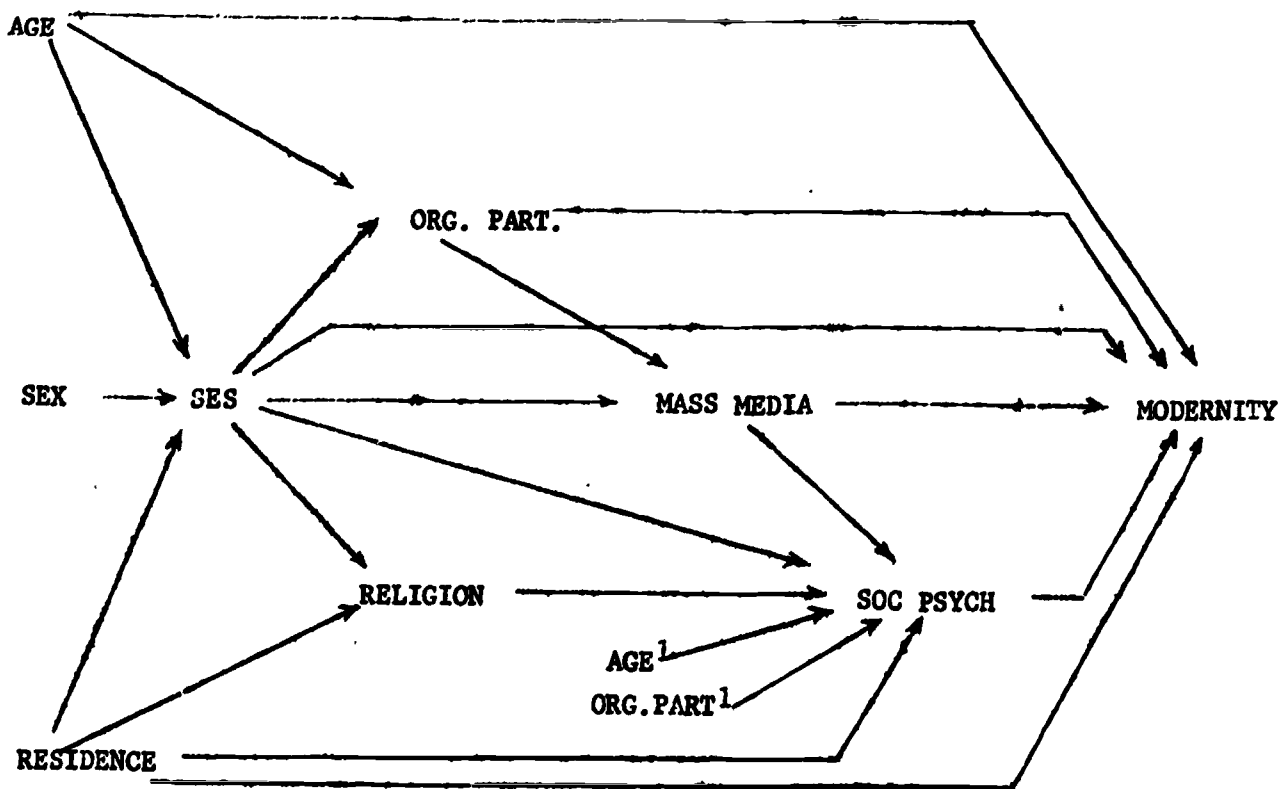 AGE
ORG. PART.
SEX
SES
MASS MEDIA
MODERNITY
RELIGION
SOC PSYCH
AGE1
ORG.PART1
RESIDENCE